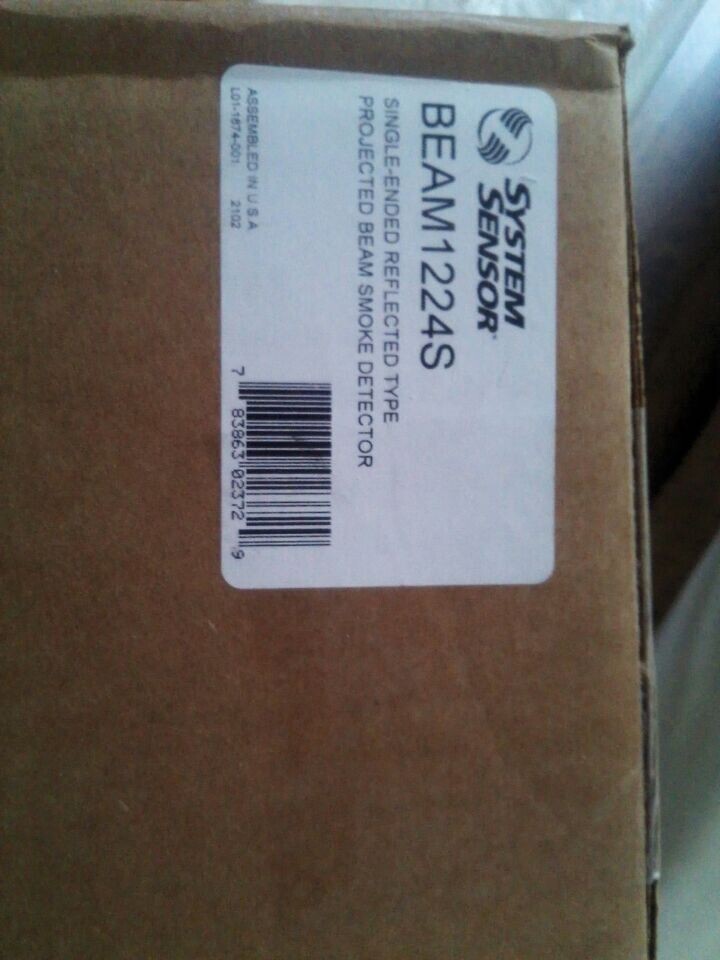 SYSTEM
SENSOR
BEAM1224S
SINGLE-ENDED REFLECTED TYPE
PROJECTED BEAM SMOKE DETECTOR
7 83863 02372 9
ASSEMBLED IN U S A
L01-1674-001 2102